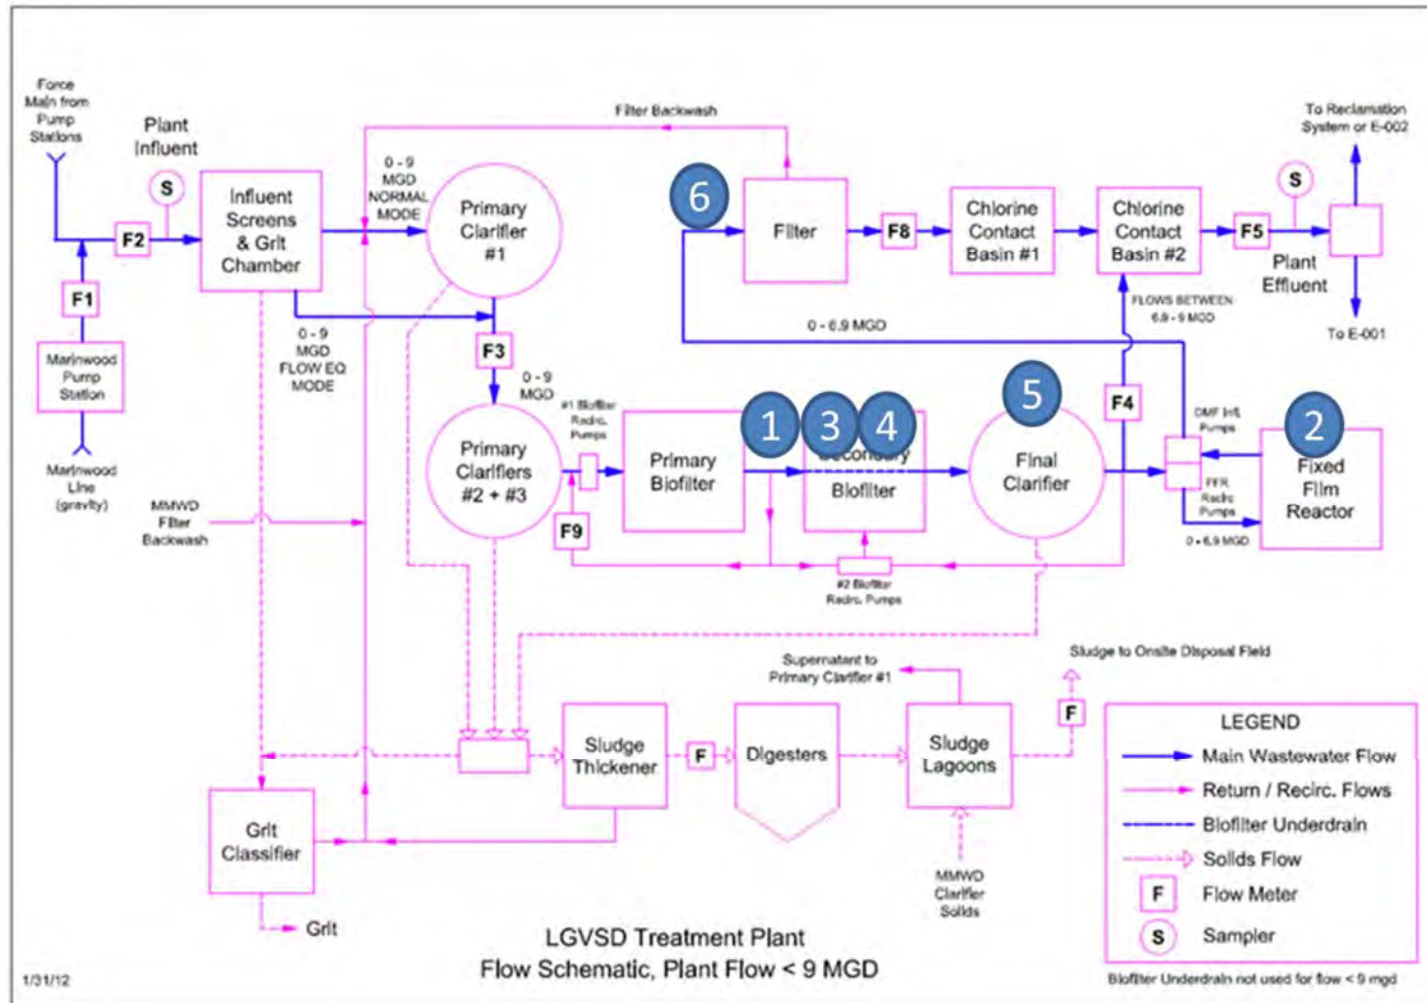 Force
Main from
Pump
Stations
Plant
Influent
S
F2
F1
Marinwood
Pump
Station
Marinwood
Line
(gravity)
Influent
Screens
& Grit
Chamber
0 - 9
MGD
NORMAL
MODE
0 - 9
MGD
FLOW EQ
MODE
Filter Backwash
Primary
Clarifier
#1
F3
0 - 9
MGD
Primary
Clarifiers
#2 + #3
#1 Biofilter
Recirc.
Pumps
F9
MMWD
Filter
Backwash
Primary
Biofilter
1
3
4
Secondary
Biofilter
#2 Biofilter
Recirc. Pumps
5
Final
Clarifier
6
Filter
F8
Chlorine
Contact
Basin #1
Chlorine
Contact
Basin #2
F5
S
Plant
Effluent
To Reclamation
System or E-002
To E-001
FLOWS BETWEEN
6.9 - 9 MGD
0 - 6.9 MGD
F4
DMF Infl.
Pumps
FFR
Recirc
Pumps
0 - 6.9 MGD
2
Fixed
Film
Reactor
Supernatant to
Primary Clarifier #1
Sludge to Onsite Disposal Field
Sludge
Thickener
F
Digesters
Sludge
Lagoons
F
MMWD
Clarifier
Solids
Grit
Classifier
Grit
LEGEND
Main Wastewater Flow
Return / Recirc. Flows
Biofilter Underdrain
Solids Flow
F Flow Meter
S Sampler
LGVSD Treatment Plant
Flow Schematic, Plant Flow < 9 MGD
1/31/12
Biofilter Underdrain not used for flow < 9 mgd